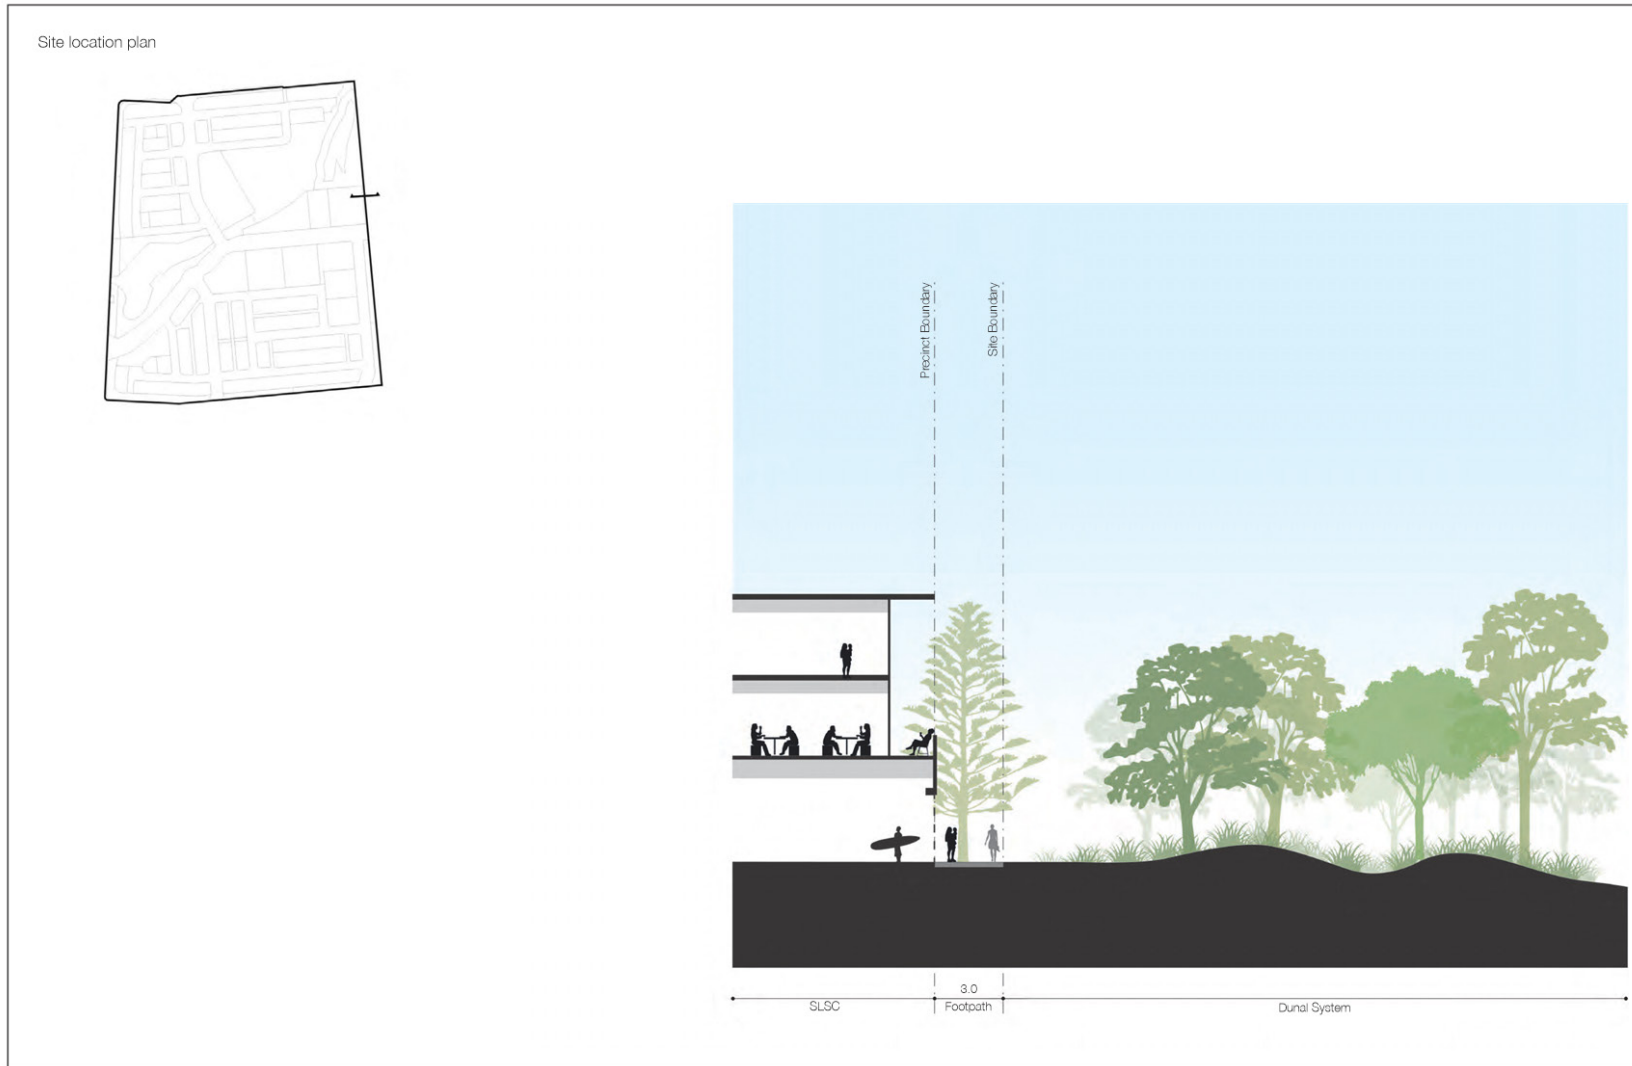 Site location plan
Precinct Boundary
Site Boundary
3.0
SLSC
Footpath
Dunal System